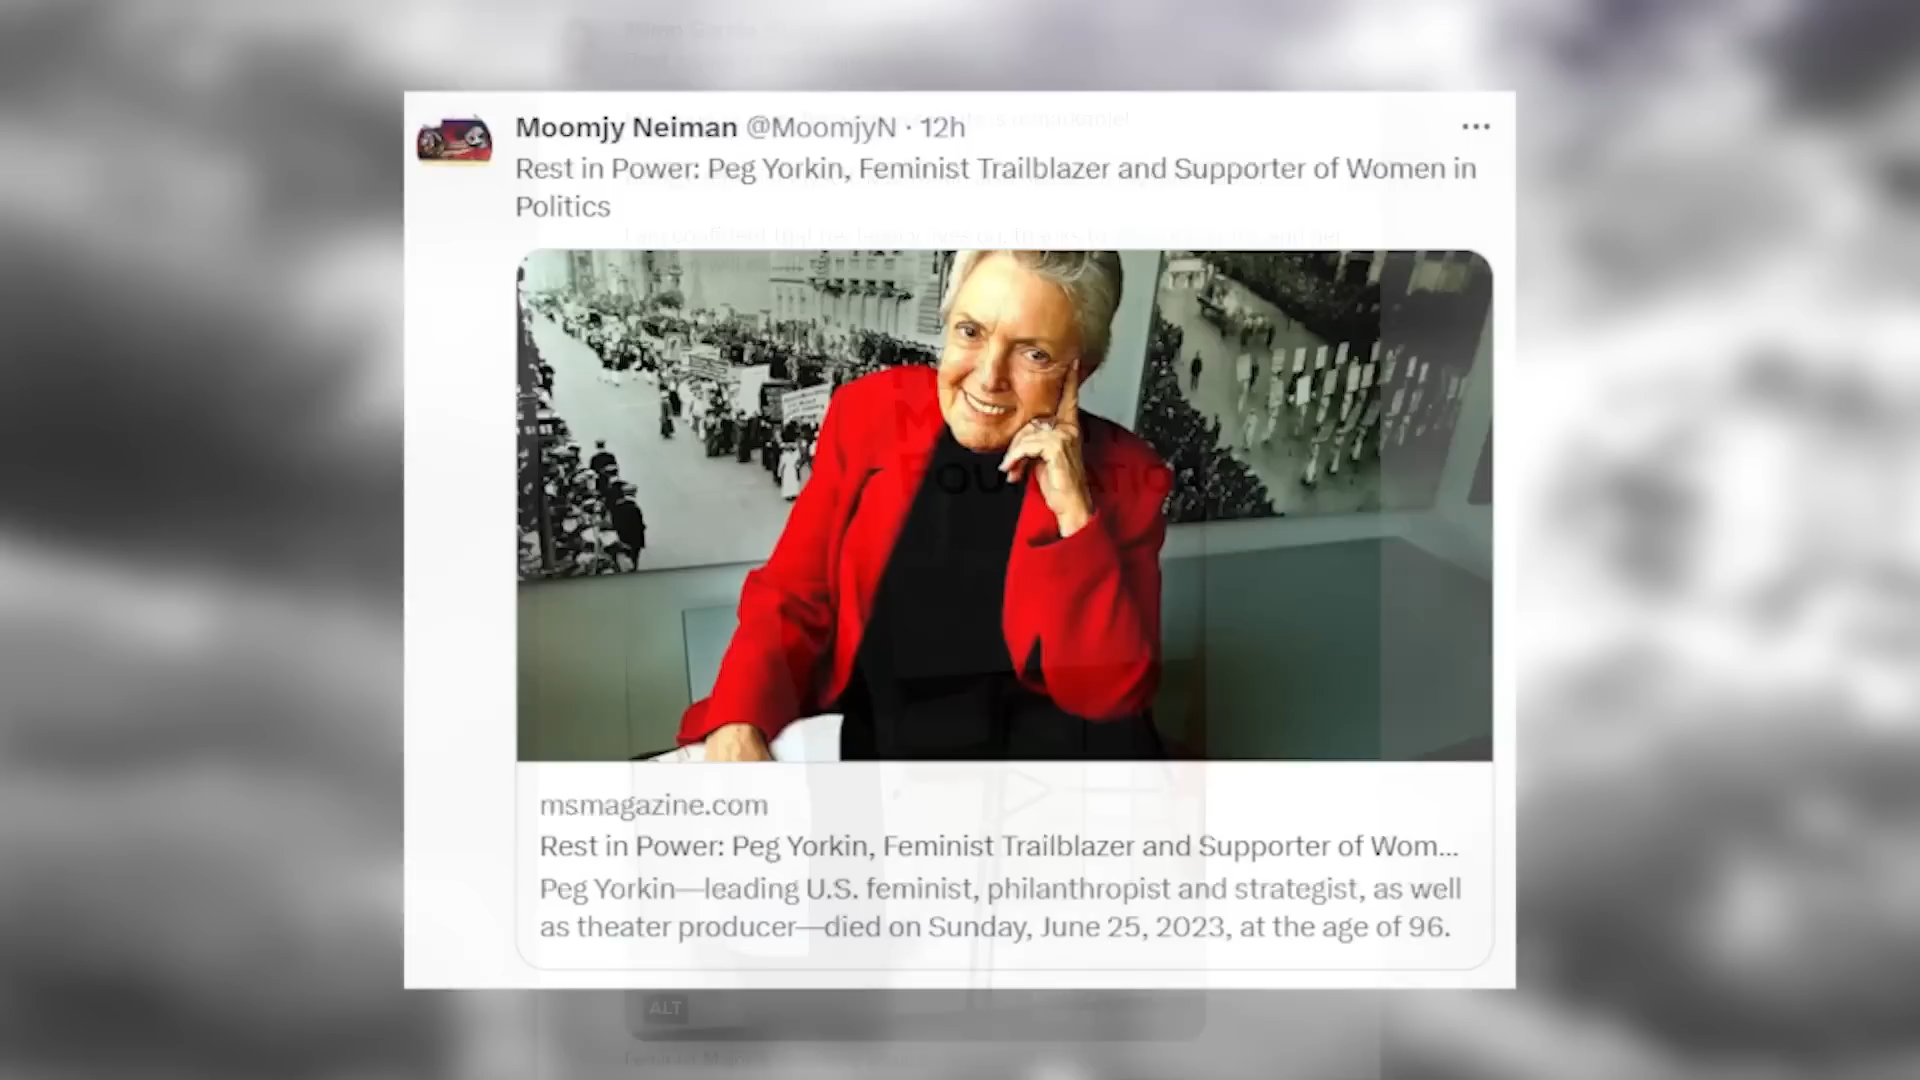 Moomjy Neiman @MoomjyN · 12h
Rest in Power: Peg Yorkin, Feminist Trailblazer and Supporter of Women in
Politics
msmagazine.com
Rest in Power: Peg Yorkin, Feminist Trailblazer and Supporter of Wom...
Peg Yorkin—leading U.S. feminist, philanthropist and strategist, as well
as theater producer—died on Sunday, June 25, 2023, at the age of 96.
ALT